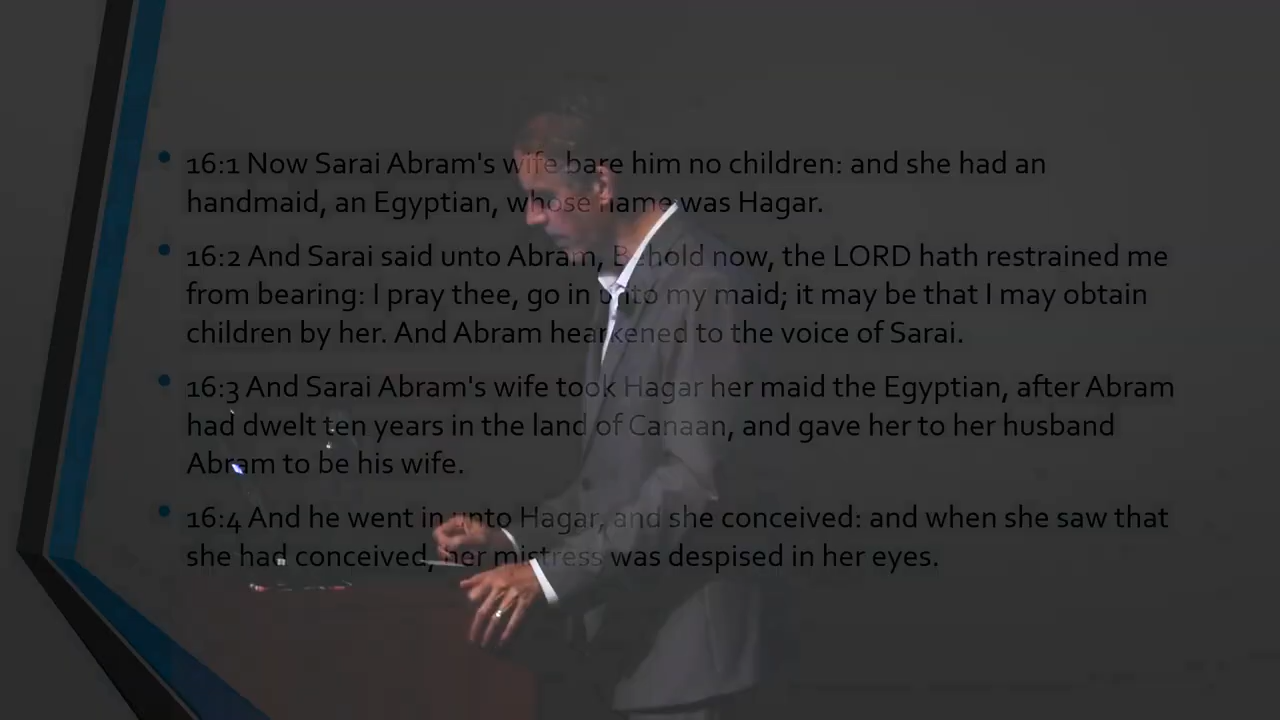 16:1 Now Sarai Abram's wife bare him no children: and she had an
handmaid, an Egyptian, whose name was Hagar.
16:2 And Sarai said unto Abram, Behold now, the LORD hath restrained me
from bearing: I pray thee, go in unto my maid; it may be that I may obtain
children by her. And Abram hearkened to the voice of Sarai.
16:3 And Sarai Abram's wife took Hagar her maid the Egyptian, after Abram
had dwelt ten years in the land of Canaan, and gave her to her husband
Abram to be his wife.
16:4 And he went in unto Hagar, and she conceived: and when she saw that
she had conceived, her mistress was despised in her eyes.